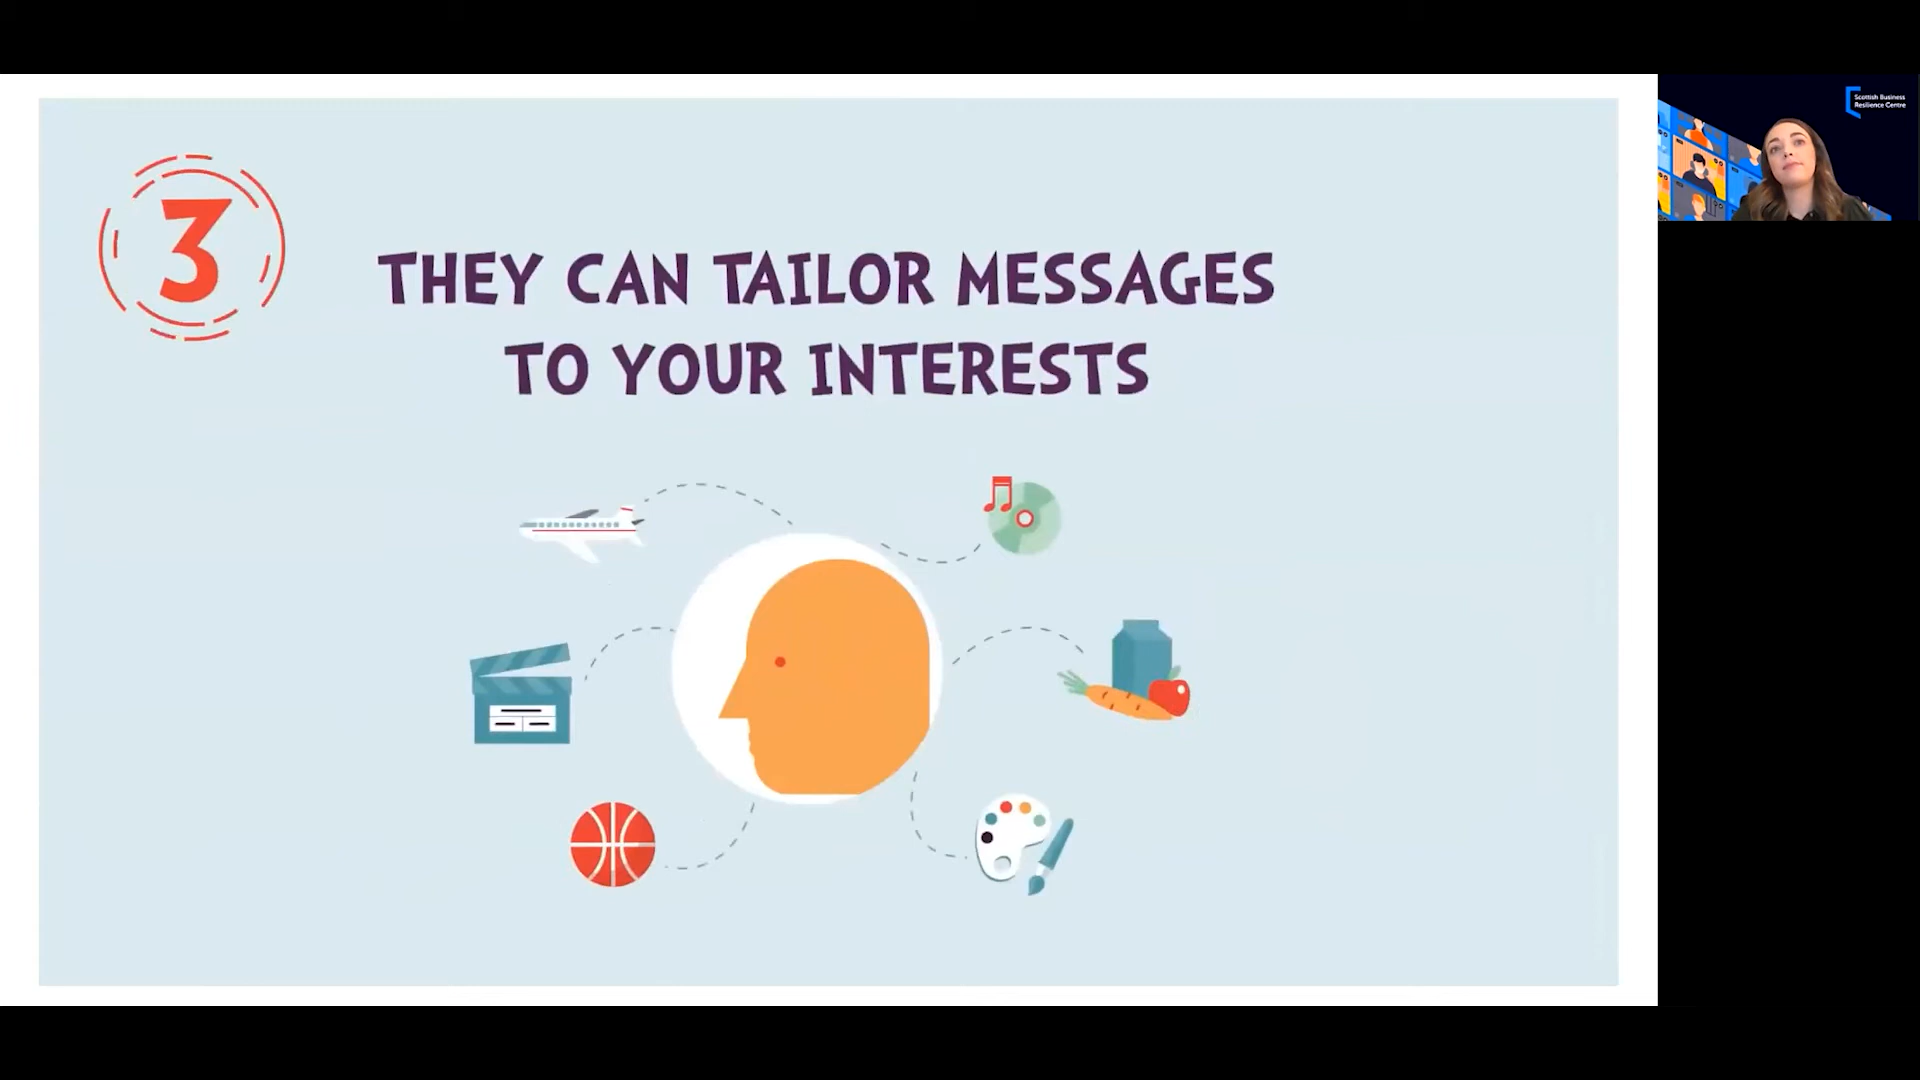 3
THEY CAN TAILOR MESSAGES
TO YOUR INTERESTS
Scottish Business
Resilience Centre